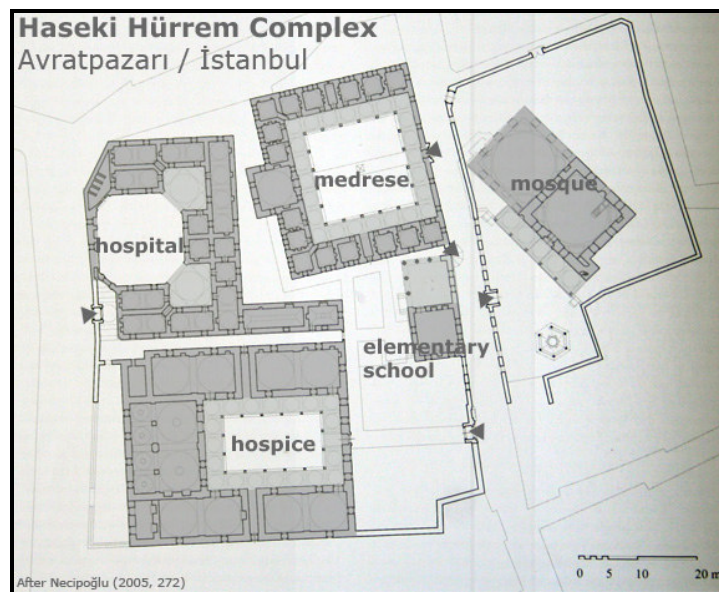 Haseki Hürrem Complex
Avratpazarı / İstanbul
medrese
mosque
hospital
elementary
school
hospice
After Necipoğlu (2005, 272)
0 5 10 20 m